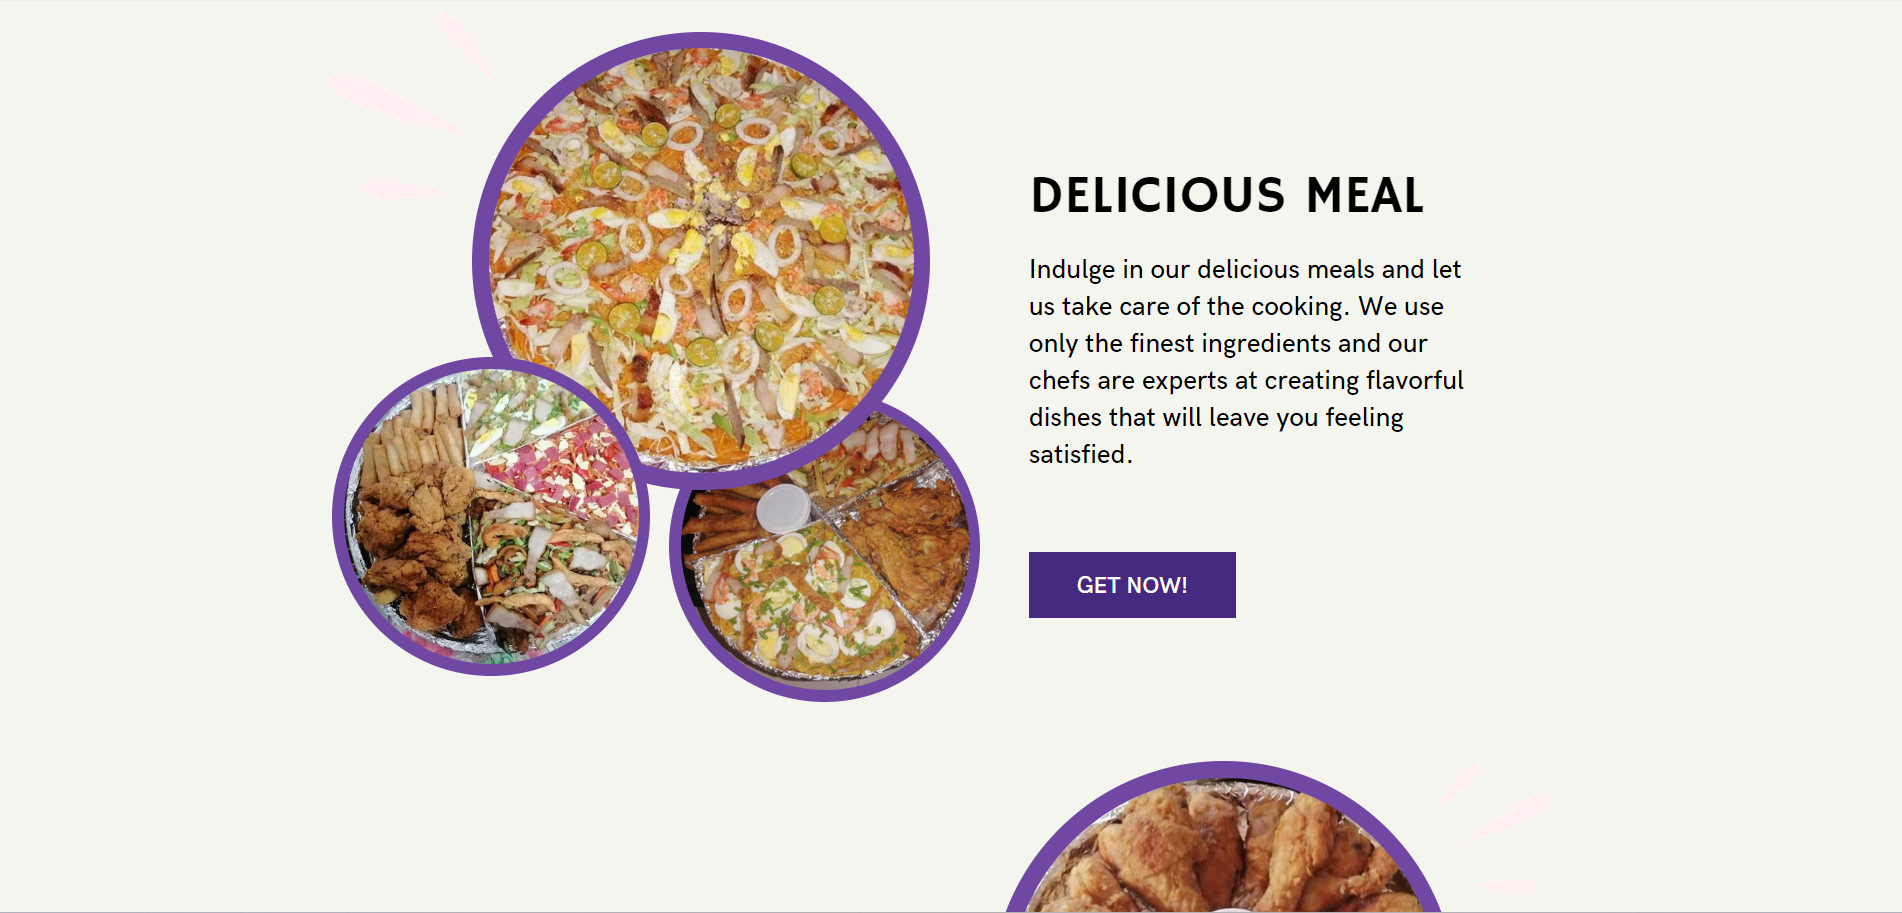 DELICIOUS MEAL
Indulge in our delicious meals and let
us take care of the cooking. We use
only the finest ingredients and our
chefs are experts at creating flavorful
dishes that will leave you feeling
satisfied.
GET NOW!